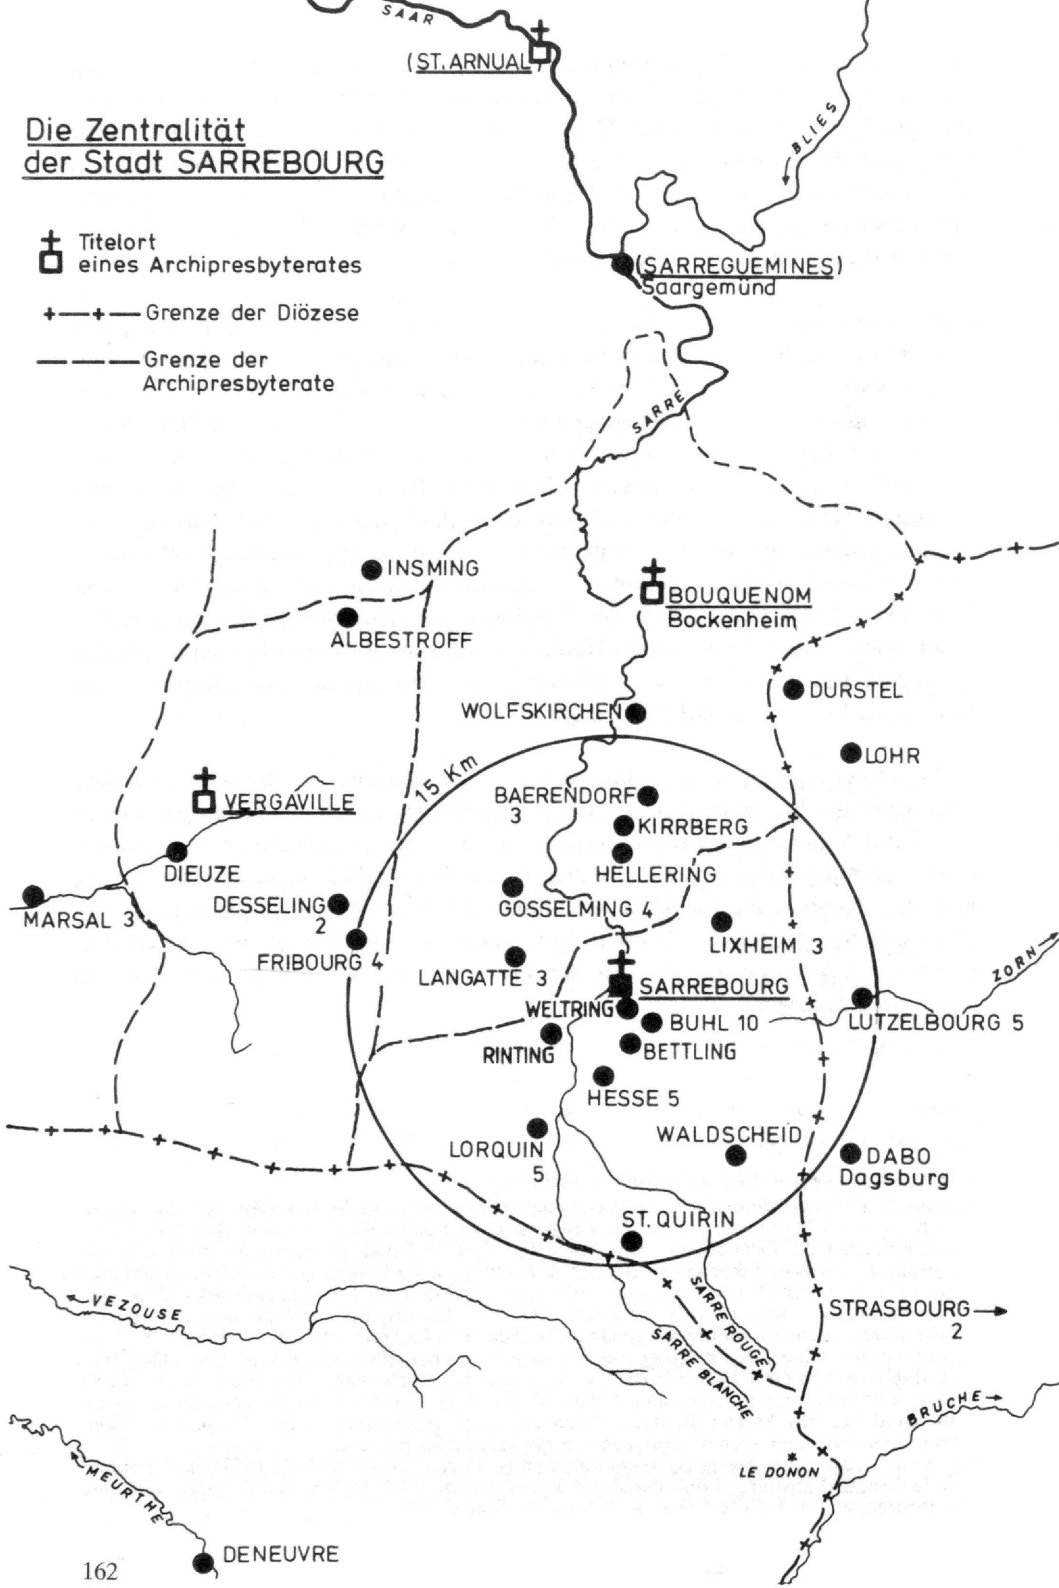 SAAR
(ST. ARNUAL)
Die Zentralität
der Stadt SARREBOURG
BLIES
Titelort
eines Archipresbyterates
Grenze der Diözese
Grenze der
Archipresbyterate
(SARREGUEMINES)
Saargemünd
SARRE
INSMING
ALBESTROFF
BOUQUENOM
Bockenheim
DURSTEL
WOLFSKIRCHEN
LOHR
15 Km
VERGAVILLE
BAERENDORF
3
KIRRBERG
HELLERING
DIEUZE
MARSAL 3
DESSELING
2
GOSSELMING 4
LIXHEIM 3
FRIBOURG 4
LANGATTE 3
ZORN
SARREBOURG
WELTRING
BUHL 10
LUTZELBOURG 5
RINTING
BETTLING
HESSE 5
WALDSCHEID
LORQUIN
5
DABO
Dagsburg
ST. QUIRIN
VEZOUSE
SARRE ROUGE
STRASBOURG
2
SARRE BLANCHE
BRUCHE
LE DONON
MEURTHE
DENEUVRE
162